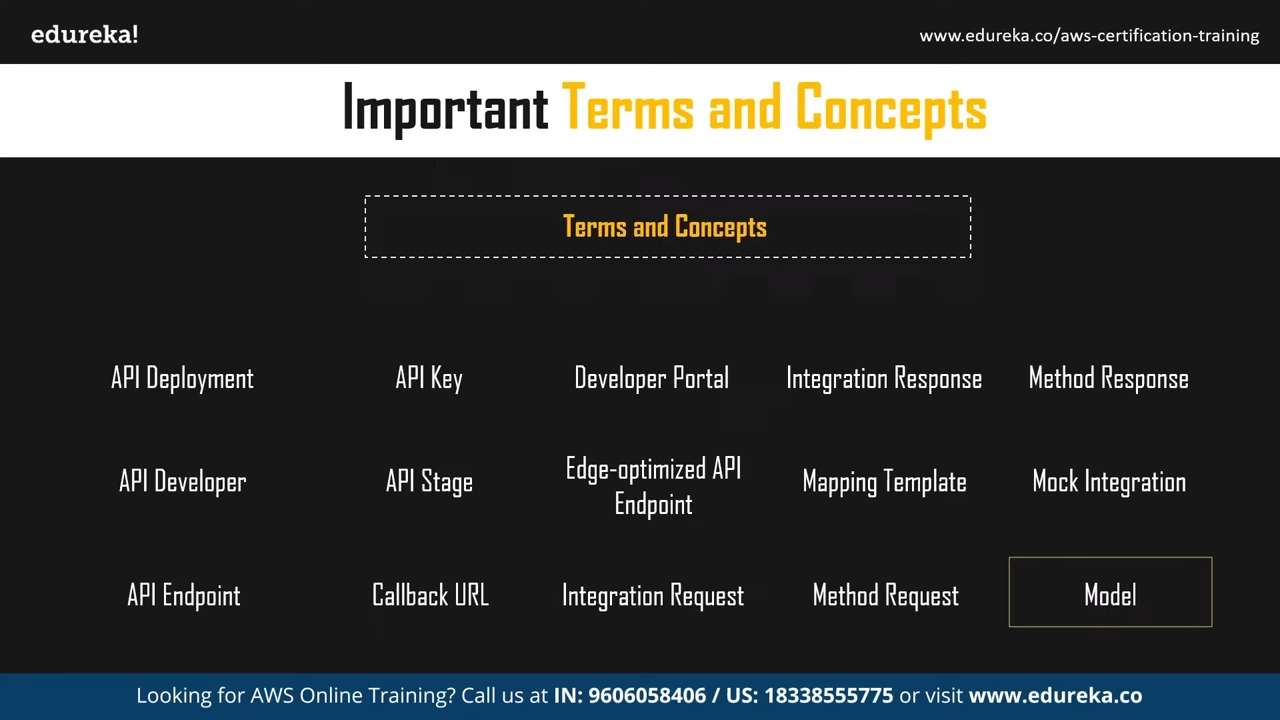 edureka!
www.edureka.co/aws-certification-training
Important Terms and Concepts
Terms and Concepts
API Deployment
API Key
Developer Portal
Integration Response
Method Response
API Developer
API Stage
Edge-optimized API
Endpoint
Mapping Template
Mock Integration
API Endpoint
Callback URL
Integration Request
Method Request
Model
Looking for AWS Online Training? Call us at IN: 9606058406 / US: 18338555775 or visit www.edureka.co